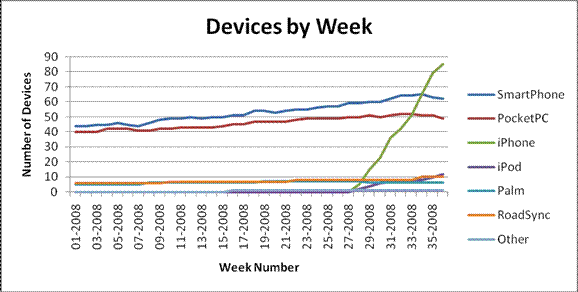 Devices by Week
Number of Devices
90
80
70
60
50
40
30
20
10
0
01-2008
03-2008
05-2008
07-2008
09-2008
11-2008
13-2008
15-2008
17-2008
19-2008
21-2008
23-2008
25-2008
27-2008
29-2008
31-2008
33-2008
35-2008
Week Number
SmartPhone
PocketPC
iPhone
iPod
Palm
RoadSync
Other